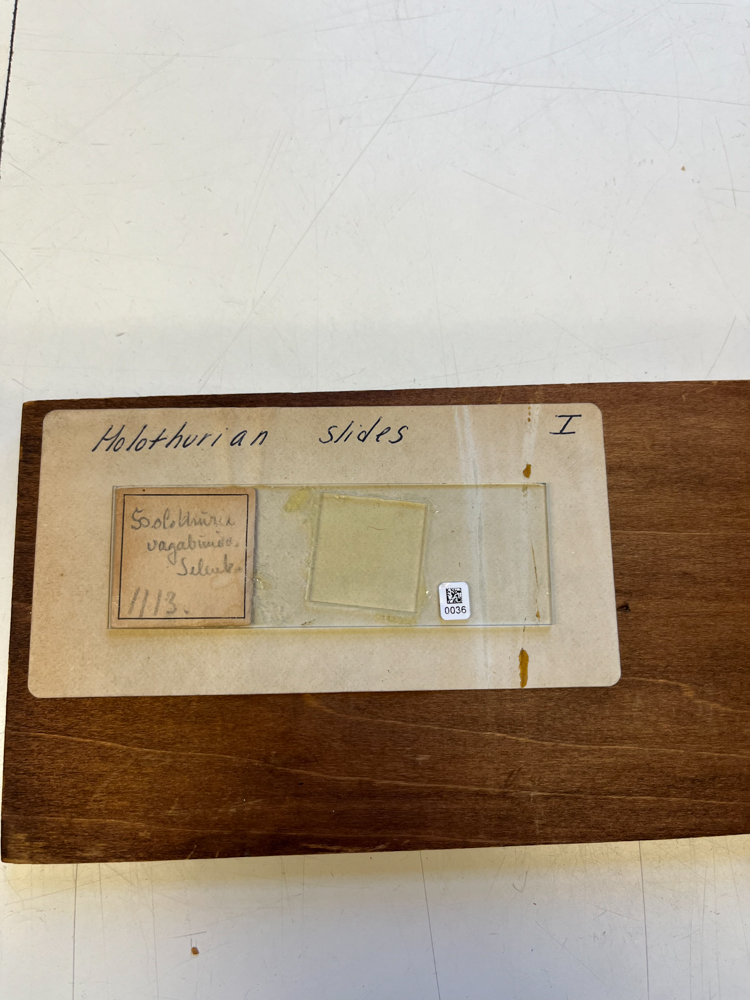 Holothurian slides I
Holothuria
vagabunda.
Selenk.
1113.
0036